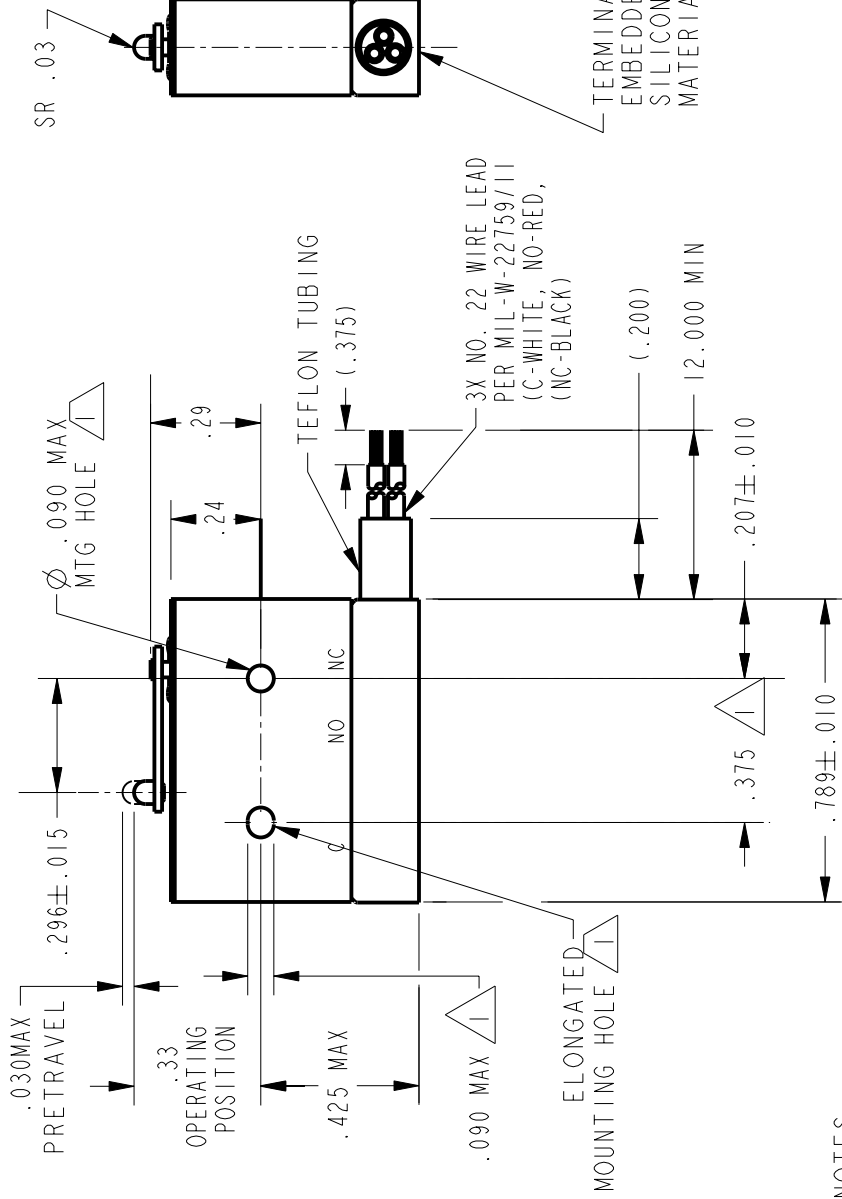 SR .03
TERMINA
EMBEDDE
SILICON
MATERIA
Ø .090 MAX
MTG HOLE 1
.29
.24
TEFLON TUBING
(.375)
3X NO. 22 WIRE LEAD
PER MIL-W-22759/11
(C-WHITE, NO-RED,
(NC-BLACK)
(.200)
12.000 MIN
.207±.010
.375 1
.789±.010
.296±.015
.030MAX
PRETRAVEL
.33
OPERATING
POSITION
.425 MAX
.090 MAX 1
ELONGATED
MOUNTING HOLE 1
C NO NC
NOTES